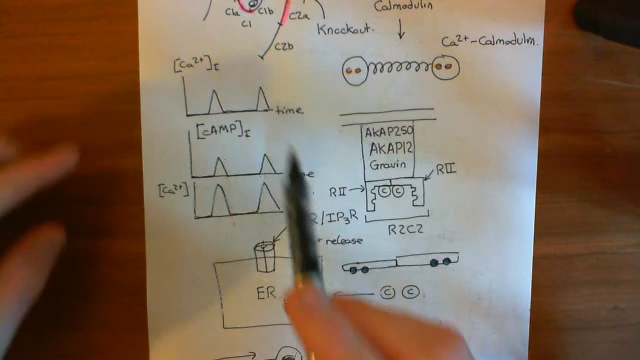 C1a
C1b
C1
C2a
C2b
Knockout.
Calmodulin
Ca²⁺-Calmodulin.
[Ca²⁺]I
time
[cAMP]I
[Ca²⁺]
AKAP250
AKAP12
Gravin
RII
RII
C C
R2C2
/IP₃R
release
ER
C C